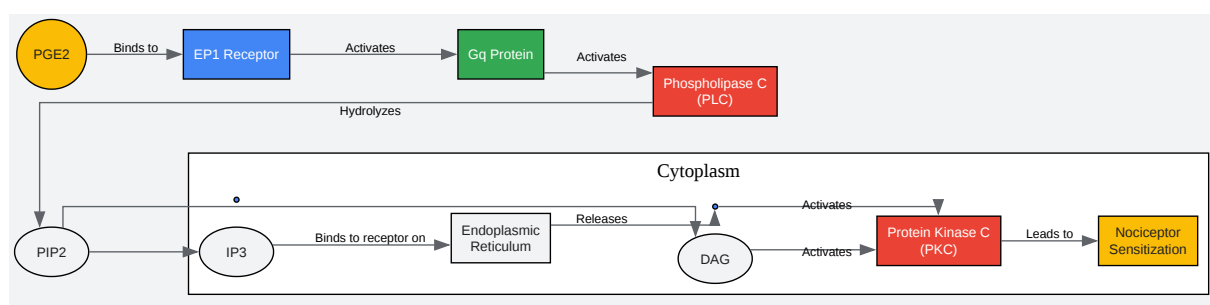 PGE2
Binds to
EP1 Receptor
Activates
Gq Protein
Activates
Phospholipase C
(PLC)
Hydrolyzes
Cytoplasm
PIP2
IP3
Binds to receptor on
Endoplasmic
Reticulum
Releases
DAG
Activates
Activates
Protein Kinase C
(PKC)
Leads to
Nociceptor
Sensitization